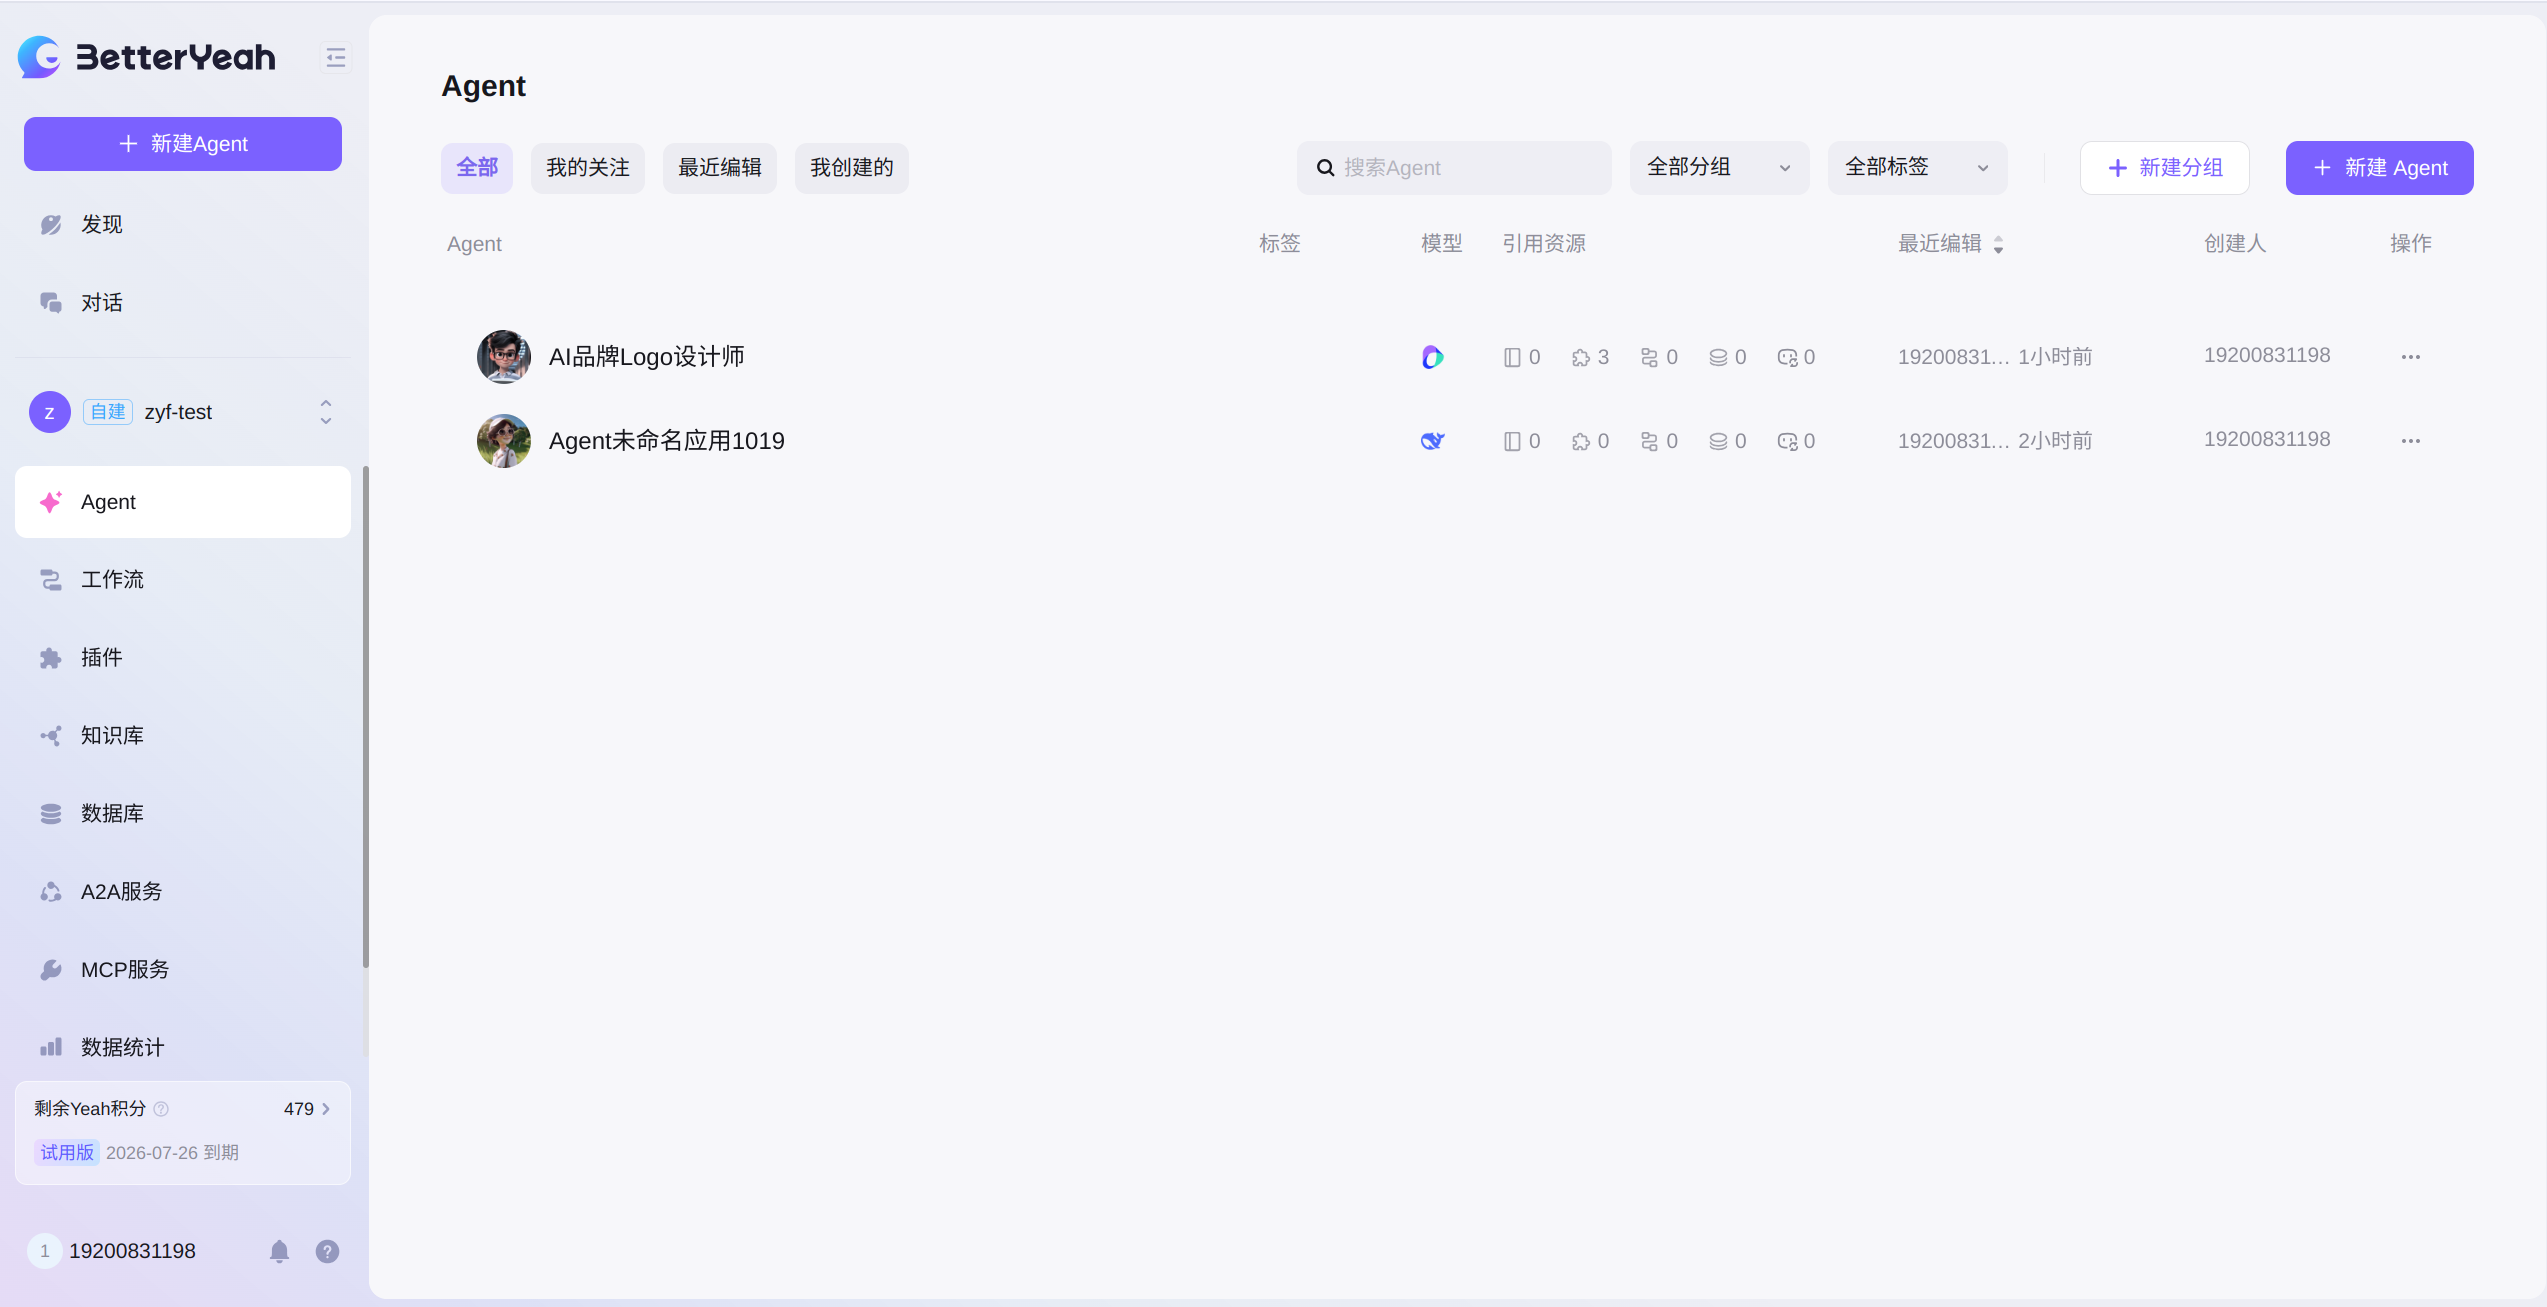 BetterYeah
新建Agent
发现
对话
z 自建 zyf-test
Agent
工作流
插件
知识库
数据库
A2A服务
MCP服务
数据统计
剩余Yeah积分 479
试用版 2026-07-26 到期
1 19200831198
Agent
全部 我的关注 最近编辑 我创建的 搜索Agent 全部分组 全部标签 新建分组 新建 Agent
Agent 标签 模型 引用资源 最近编辑 创建人 操作
AI品牌Logo设计师 0 3 0 0 0 19200831... 1小时前 19200831198
Agent未命名应用1019 0 0 0 0 0 19200831... 2小时前 19200831198